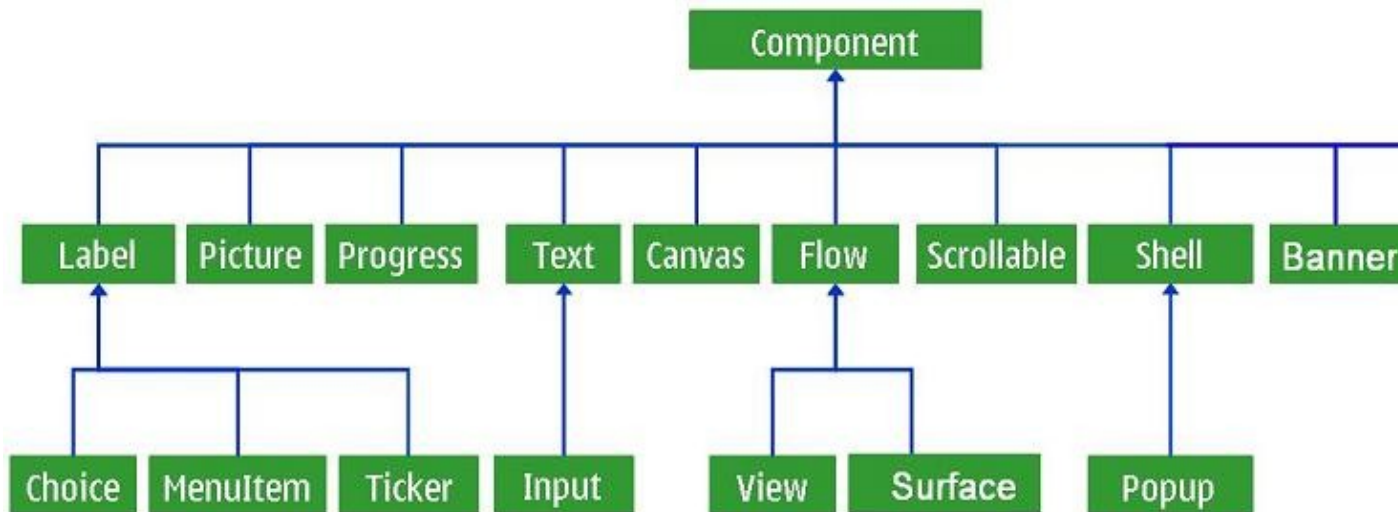 Component
Label Picture Progress Text Canvas Flow Scrollable Shell Banner
Choice MenuItem Ticker Input View Surface Popup